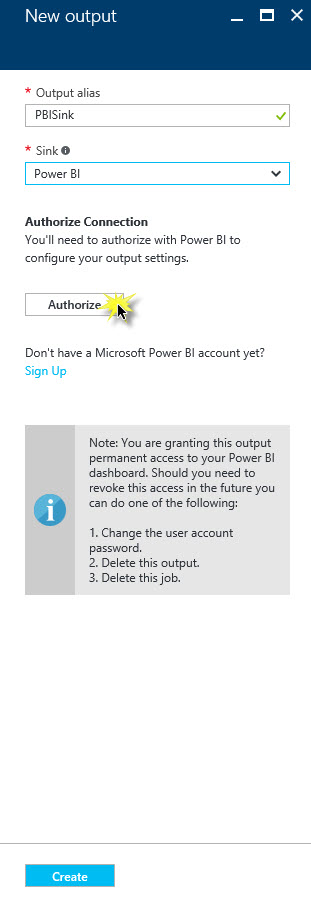 New output
* Output alias
PBISink
* Sink
Power BI
Authorize Connection
You'll need to authorize with Power BI to
configure your output settings.
Authorize
Don't have a Microsoft Power BI account yet?
Sign Up
Note: You are granting this output
permanent access to your Power BI
dashboard. Should you need to
revoke this access in the future you
can do one of the following:
1. Change the user account
password.
2. Delete this output.
3. Delete this job.
Create